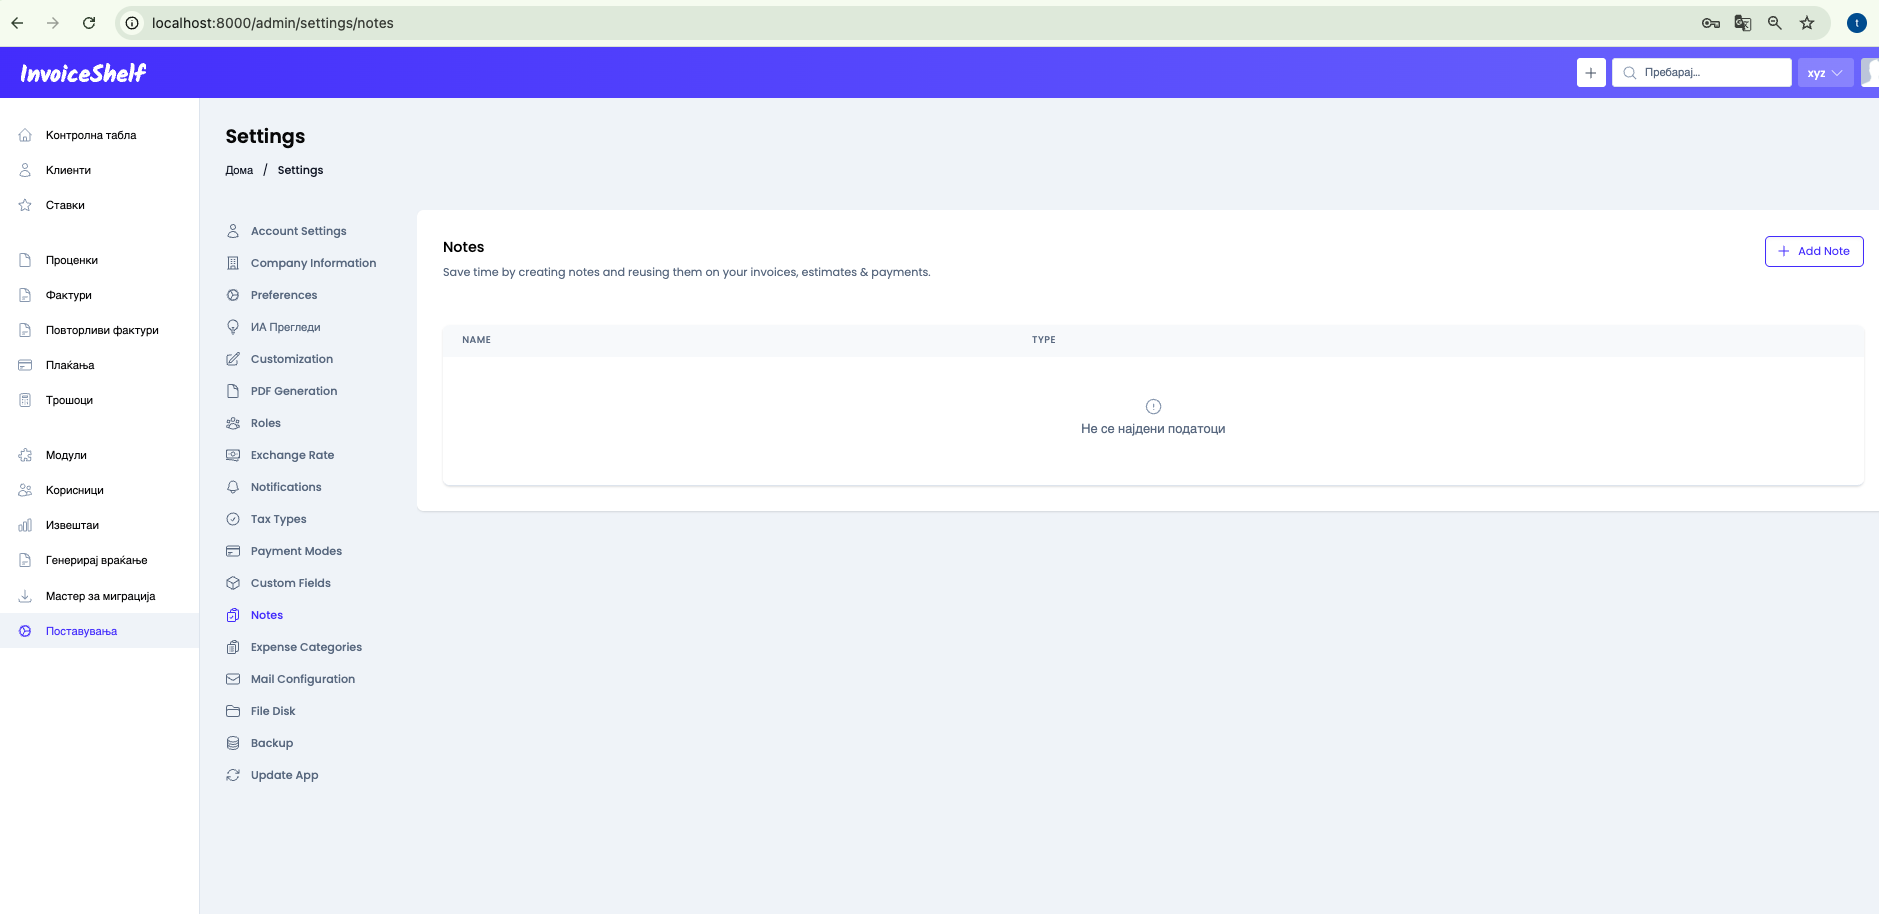 localhost:8000/admin/settings/notes
t
InvoiceShelf
Пребарај...
xyz
Контролна табла
Клиенти
Ставки
Проценки
Фактури
Повторливи фактури
Плаќања
Трошоци
Модули
Корисници
Извештаи
Генерирај враќање
Мастер за миграција
Поставувања
Settings
Дома / Settings
Account Settings
Company Information
Preferences
ИА Прегледи
Customization
PDF Generation
Roles
Exchange Rate
Notifications
Tax Types
Payment Modes
Custom Fields
Notes
Expense Categories
Mail Configuration
File Disk
Backup
Update App
Notes
Save time by creating notes and reusing them on your invoices, estimates & payments.
Add Note
NAME TYPE
Не се најдени податоци